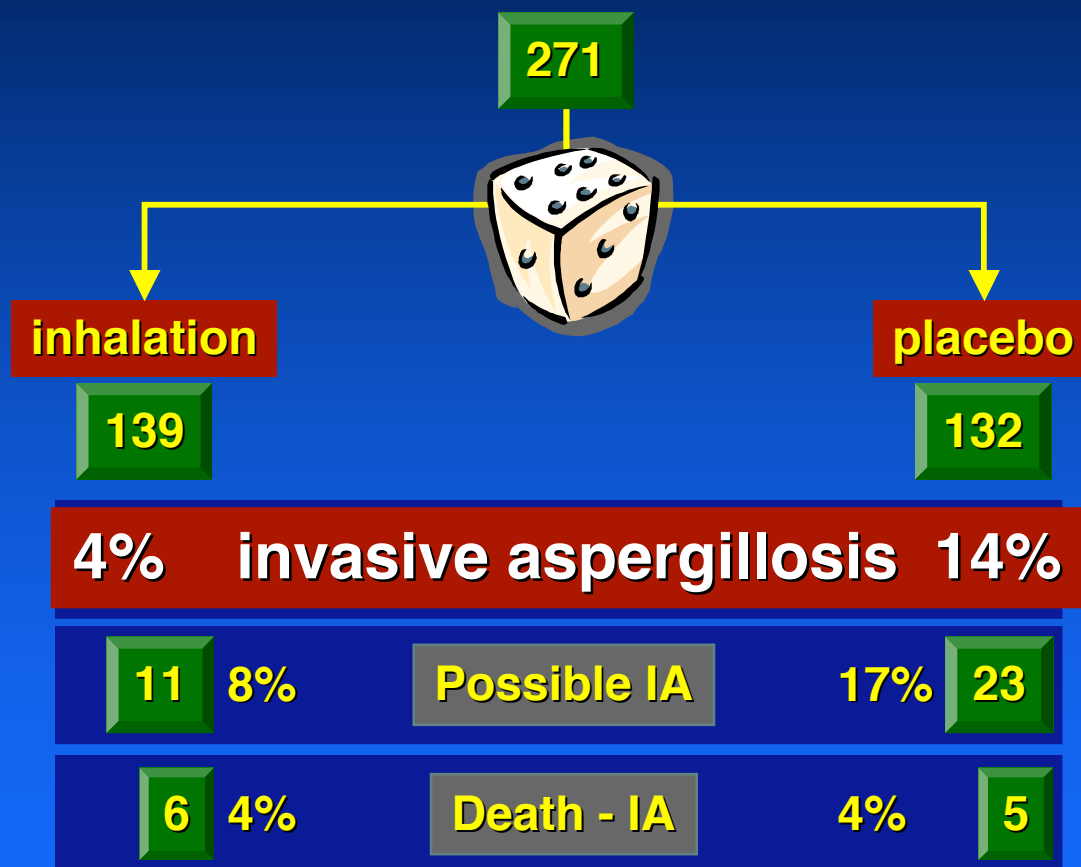 271
inhalation placebo
139 132
4% invasive aspergillosis 14%
11 8% Possible IA 17% 23
6 4% Death - IA 4% 5